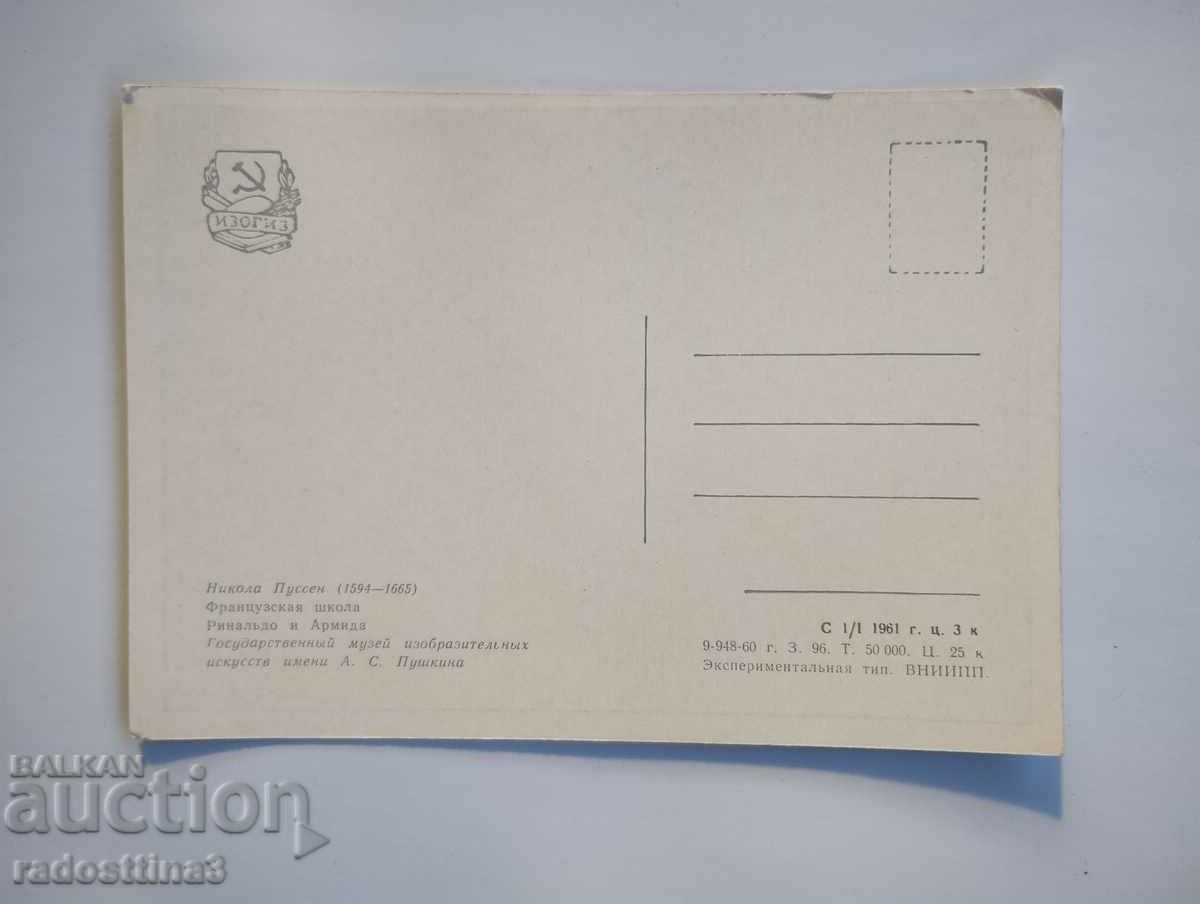 ИЗОГИЗ
Никола Пуссен (1594—1665)
Французская школа
Ринальдо и Армида
Государственный музей изобразительных
искусств имени А. С. Пушкина
С 1/I 1961 г. ц. 3 к
9-948-60 г. З. 96. Т. 50 000. Ц. 25 к
Экспериментальная тип. ВНИИПП.
BALKAN
auction
radosttina3